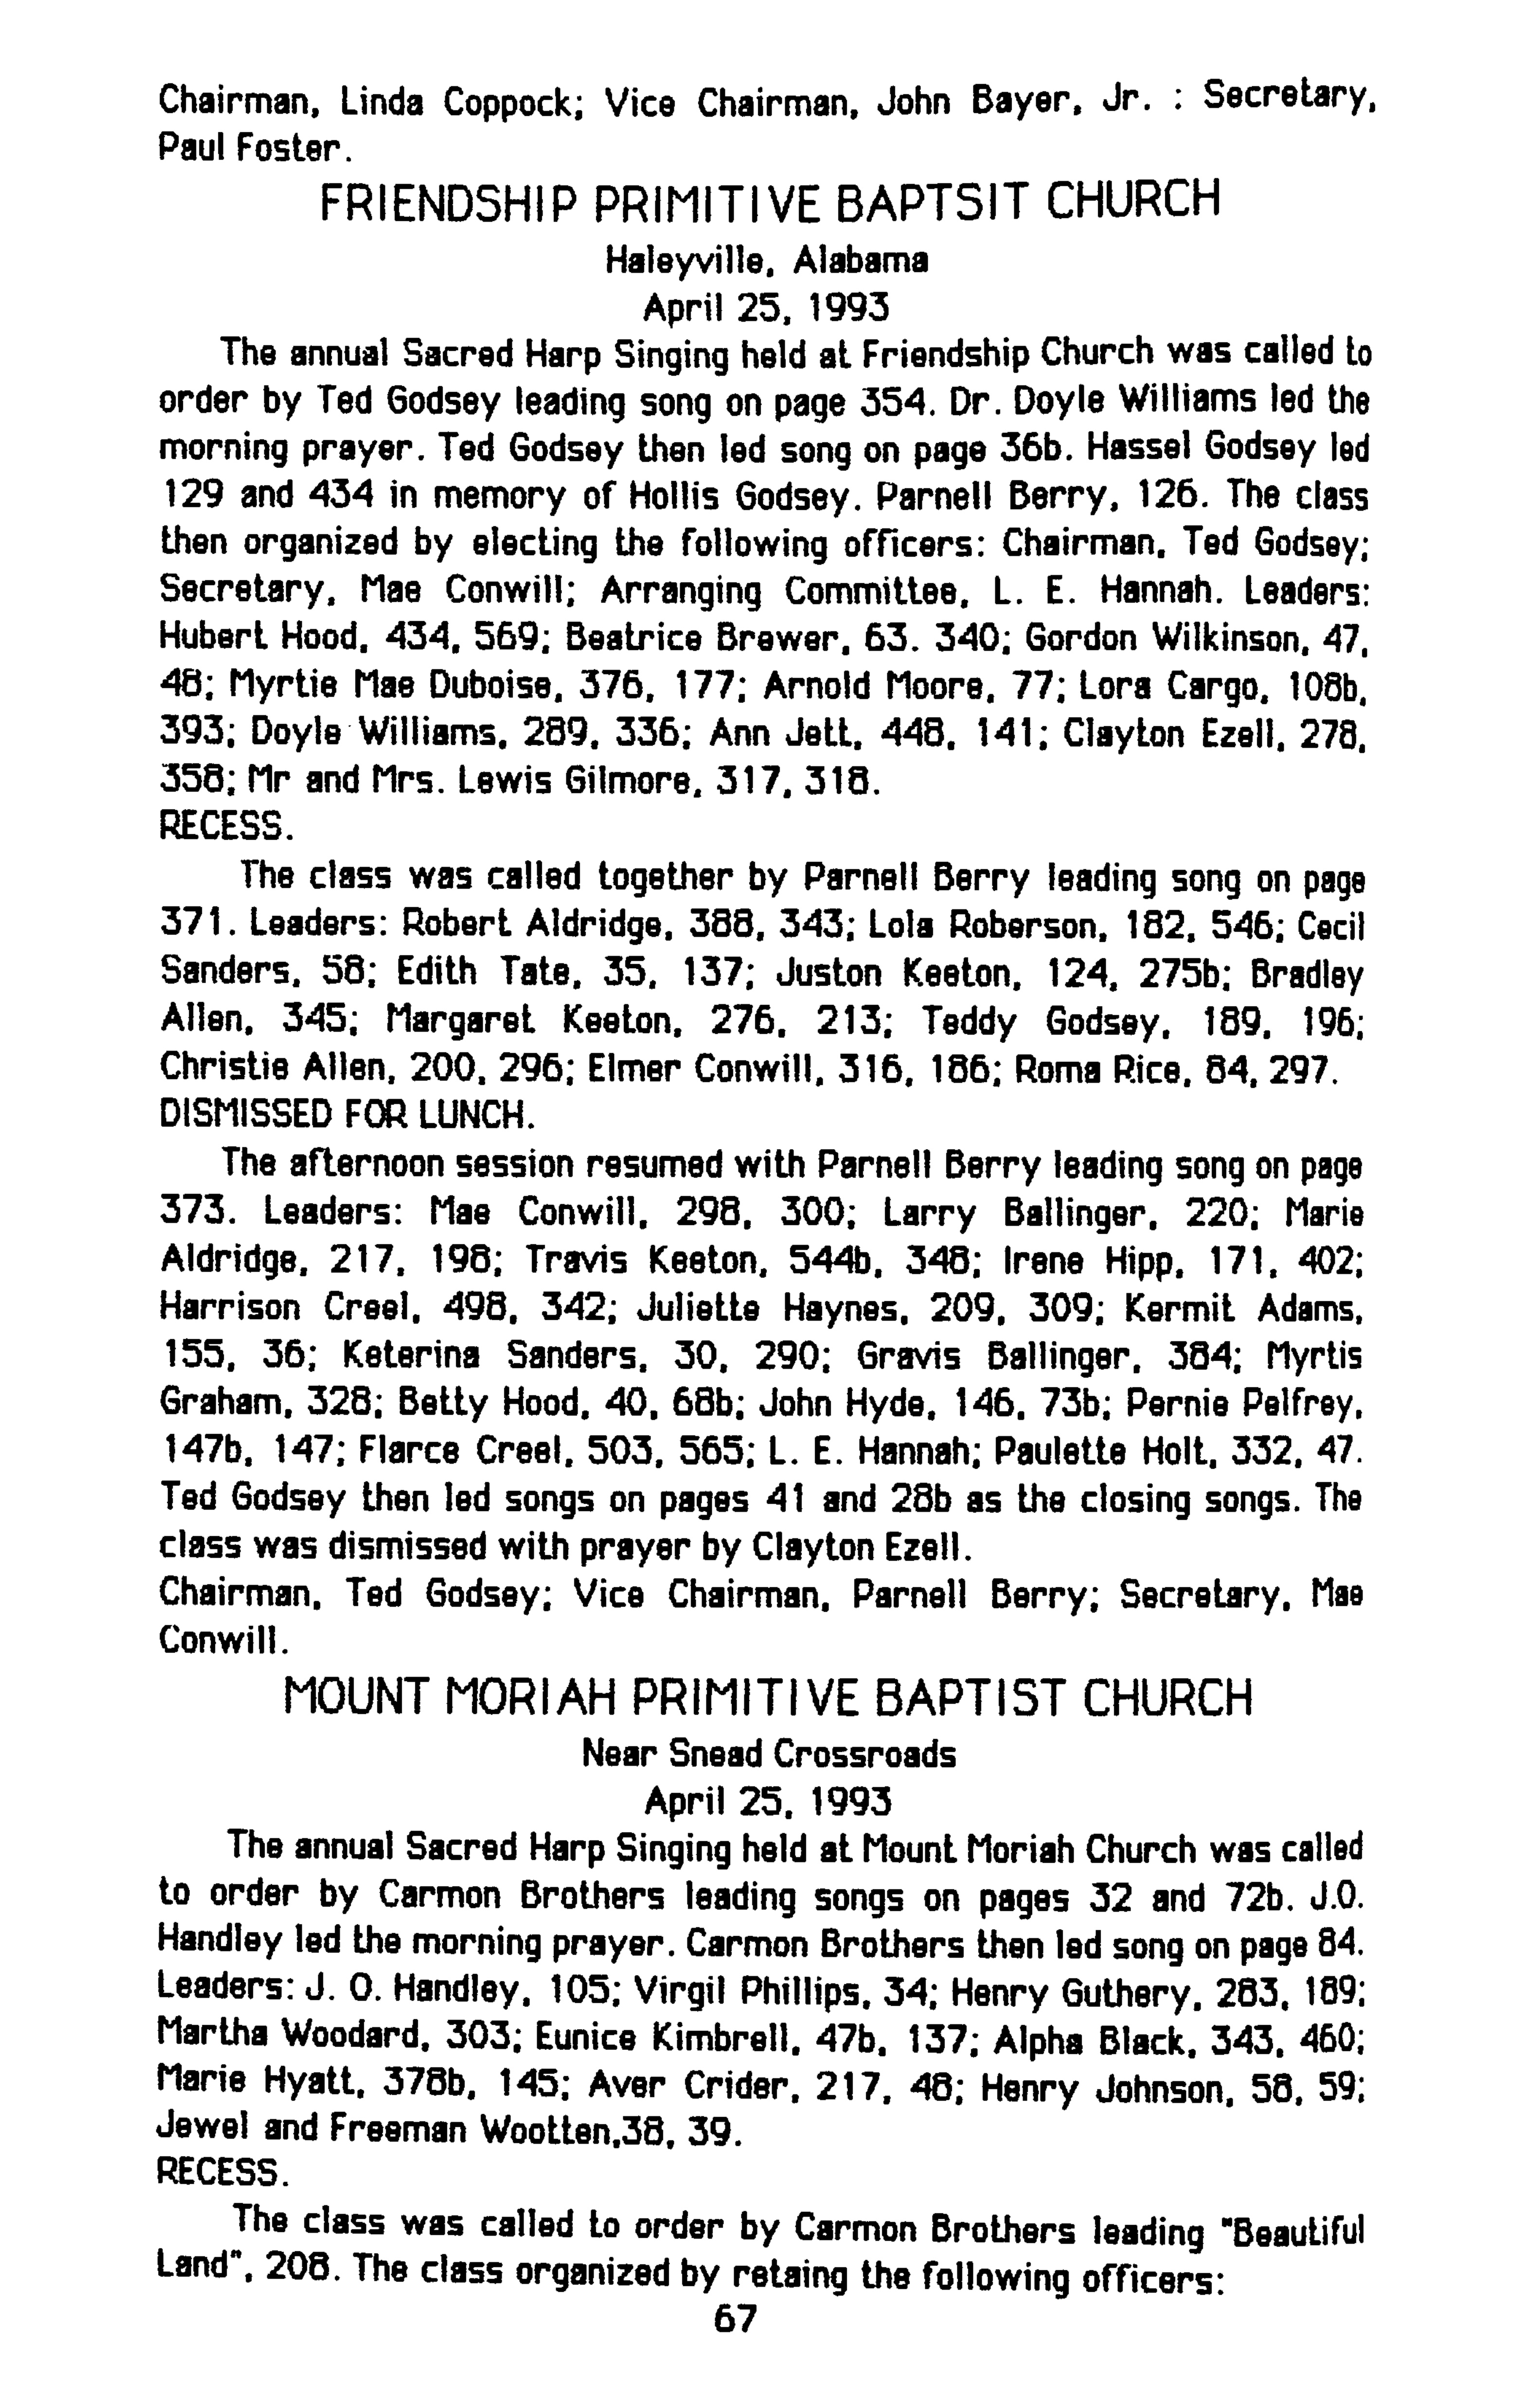 Chairman, Linda Coppock; Vice Chairman, John Bayer, Jr. : Secretary,
Paul Foster.
FRIENDSHIP PRIMITIVE BAPTSIT CHURCH
Haleyville, Alabama
April 25, 1993
The annual Sacred Harp Singing held at Friendship Church was called to
order by Ted Godsey leading song on page 354. Dr. Doyle Williams led the
morning prayer. Ted Godsey then led song on page 36b. Hassel Godsey led
129 and 434 in memory of Hollis Godsey. Parnell Berry, 126. The class
then organized by electing the following officers: Chairman, Ted Godsey;
Secretary, Mae Conwill; Arranging Committee, L. E. Hannah. Leaders:
Hubert Hood, 434, 569; Beatrice Brewer, 63. 340; Gordon Wilkinson, 47,
48; Myrtie Mae Duboise, 376, 177; Arnold Moore, 77; Lora Cargo, 108b,
393; Doyle Williams, 289, 336; Ann Jett, 448, 141; Clayton Ezell, 278,
358; Mr and Mrs. Lewis Gilmore, 317, 318.
RECESS.
The class was called together by Parnell Berry leading song on page
371. Leaders: Robert Aldridge, 388, 343; Lola Roberson, 182, 546; Cecil
Sanders, 58; Edith Tate, 35, 137; Juston Keeton, 124, 275b; Bradley
Allen, 345; Margaret Keeton, 276, 213; Teddy Godsey, 189, 196;
Christie Allen, 200, 296; Elmer Conwill, 316, 186; Roma Rice, 84, 297.
DISMISSED FOR LUNCH.
The afternoon session resumed with Parnell Berry leading song on page
373. Leaders: Mae Conwill, 298, 300; Larry Ballinger, 220; Marie
Aldridge, 217, 198; Travis Keeton, 544b, 348; Irene Hipp, 171, 402;
Harrison Creel, 498, 342; Juliette Haynes, 209, 309; Kermit Adams,
155, 36; Keterina Sanders, 30, 290; Gravis Ballinger, 384; Myrtis
Graham, 328; Betty Hood, 40, 68b; John Hyde, 146, 73b; Pernie Pelfrey,
147b, 147; Flarce Creel, 503, 565; L. E. Hannah; Paulette Holt, 332, 47.
Ted Godsey then led songs on pages 41 and 28b as the closing songs. The
class was dismissed with prayer by Clayton Ezell.
Chairman, Ted Godsey; Vice Chairman, Parnell Berry; Secretary, Mae
Conwill.
MOUNT MORIAH PRIMITIVE BAPTIST CHURCH
Near Snead Crossroads
April 25, 1993
The annual Sacred Harp Singing held at Mount Moriah Church was called
to order by Carmon Brothers leading songs on pages 32 and 72b. J.O.
Handley led the morning prayer. Carmon Brothers then led song on page 84.
Leaders: J. O. Handley, 105; Virgil Phillips, 34; Henry Guthery, 283, 189;
Martha Woodard, 303; Eunice Kimbrell, 47b, 137; Alpha Black, 343, 460;
Marie Hyatt, 378b, 145; Aver Crider, 217, 48; Henry Johnson, 58, 59;
Jewel and Freeman Wootten,38, 39.
RECESS.
The class was called to order by Carmon Brothers leading "Beautiful
Land", 208. The class organized by retaing the following officers:
67